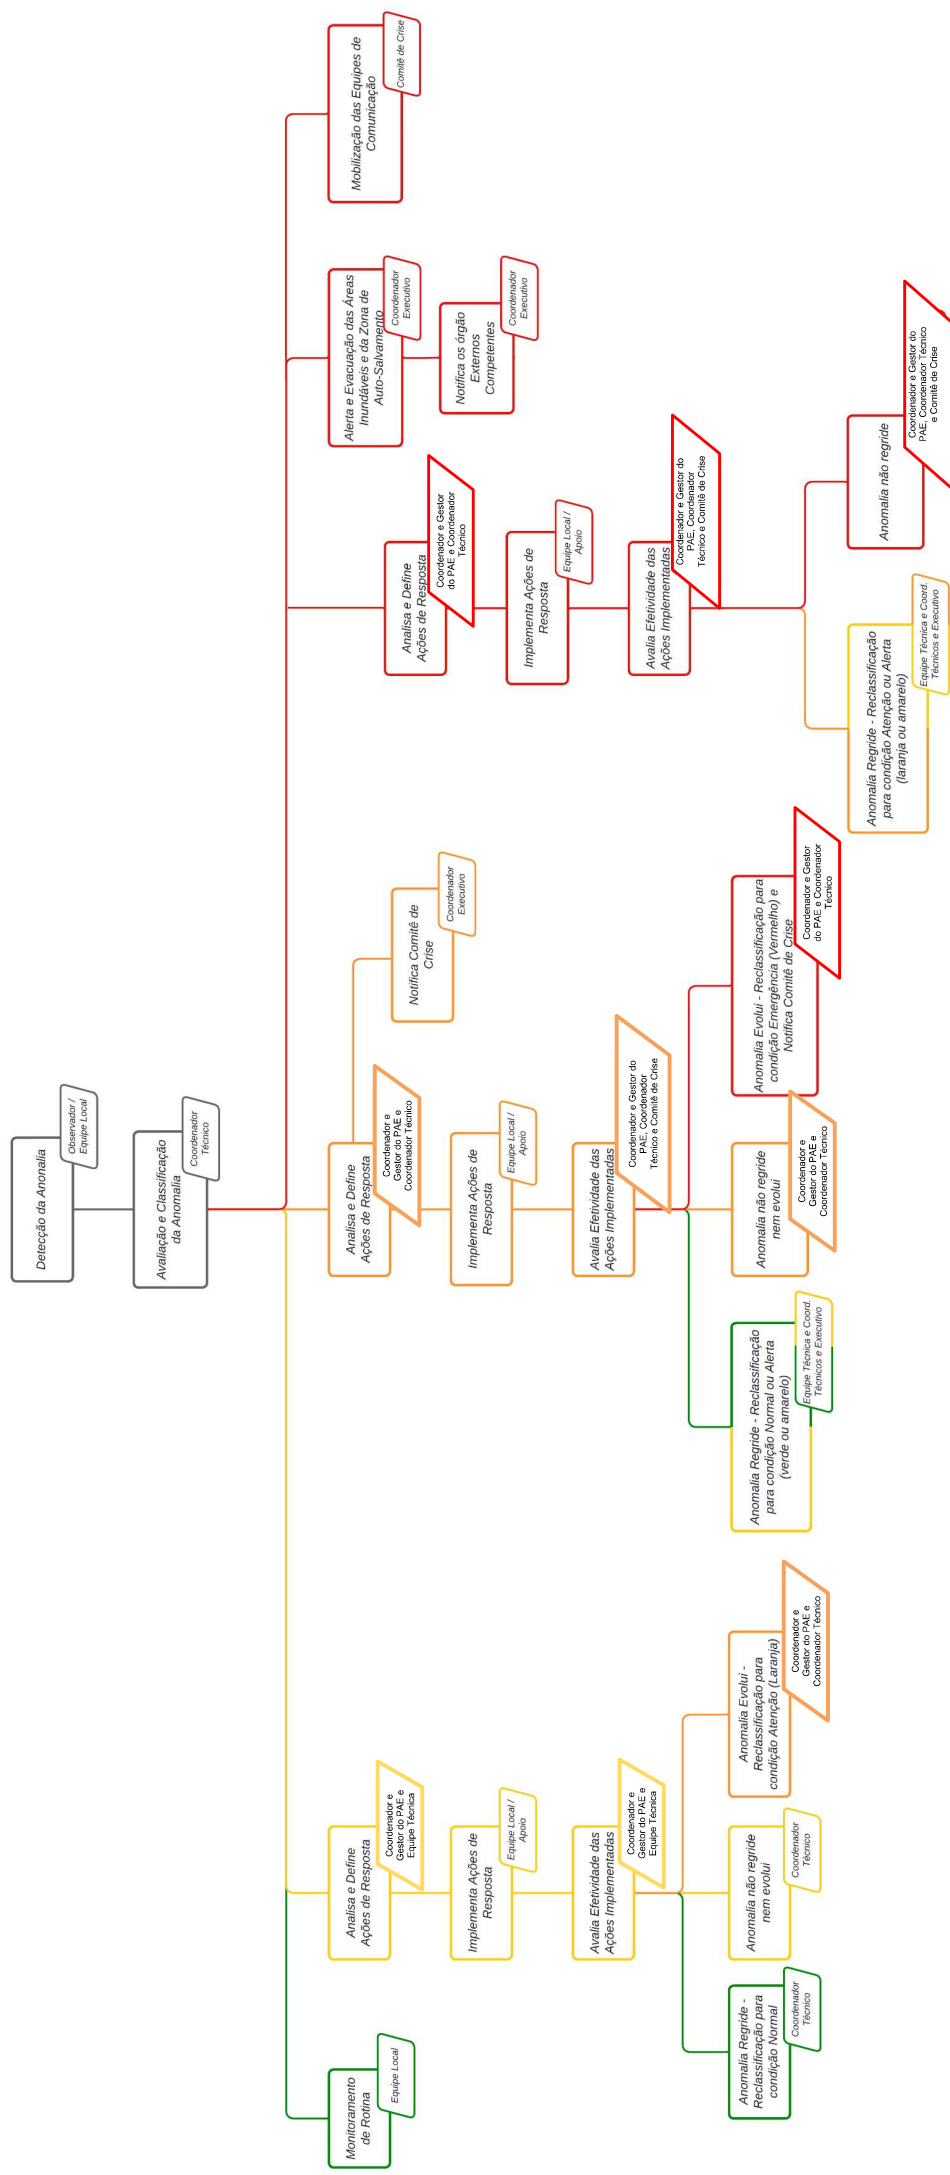 Detecção da Anonalia
Observador /
Equipe Local
Avaliação e Classificação
da Anomalia
Coordenador
Técnico
Monitoramento
de Rotina
Equipe Local
Analisa e Define
Ações de Resposta
Coordenador e
Gestor do PAE e
Equipe Técnica
Implementa Ações de
Resposta
Equipe Local /
Apoio
Avalia Efetividade das
Ações Implementadas
Coordenador e
Gestor do PAE e
Equipe Técnica
Anomalia Regride -
Reclassificação para
condição Normal
Coordenador
Técnico
Anomalia não regride
nem evolui
Coordenador
Técnico
Anomalia Evolui -
Reclassificação para
condição Atenção (Laranja)
Coordenador e
Gestor do PAE e
Coordenador Técnico
Analisa e Define
Ações de Resposta
Coordenador e
Gestor do PAE e
Coordenador Técnico
Notifica Comitê de
Crise
Coordenador
Executivo
Implementa Ações de
Resposta
Equipe Local /
Apoio
Avalia Efetividade das
Ações Implementadas
Coordenador e Gestor do
PAE, Coordenador
Técnico e Comitê de Crise
Anomalia Regride - Reclassificação
para condição Normal ou Alerta
(verde ou amarelo)
Equipe Técnica e Coord.
Técnicos e Executivo
Anomalia não regride
nem evolui
Coordenador e
Gestor do PAE e
Coordenador Técnico
Anomalia Evolui - Reclassificação para
condição Emergência (Vermelho) e
Notifica Comitê de Crise
Coordenador e Gestor
do PAE e Coordenador
Técnico
Analisa e Define
Ações de Resposta
Coordenador e Gestor
do PAE e Coordenador
Técnico
Implementa Ações de
Resposta
Equipe Local /
Apoio
Avalia Efetividade das
Ações Implementadas
Coordenador e Gestor do
PAE, Coordenador
Técnico e Comitê de Crise
Anomalia Regride - Reclassificação
para condição Atenção ou Alerta
(laranja ou amarelo)
Equipe Técnica e Coord.
Técnicos e Executivo
Anomalia não regride
Coordenador e Gestor do
PAE, Coordenador Técnico
e Comitê de Crise
Alerta e Evacuação das Áreas
Inundáveis e da Zona de
Auto-Salvamento
Coordenador
Executivo
Notifica os órgão
Externos
Competentes
Coordenador
Executivo
Mobilização das Equipes de
Comunicação
Comitê de Crise